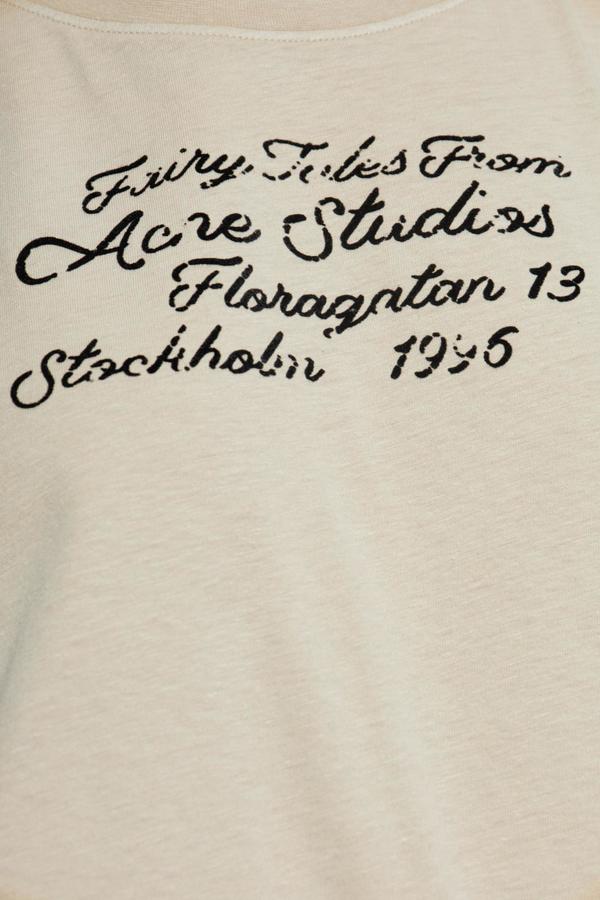 Fairy Tales From
Acne Studios
Floragatan 13
Stockholm 1996